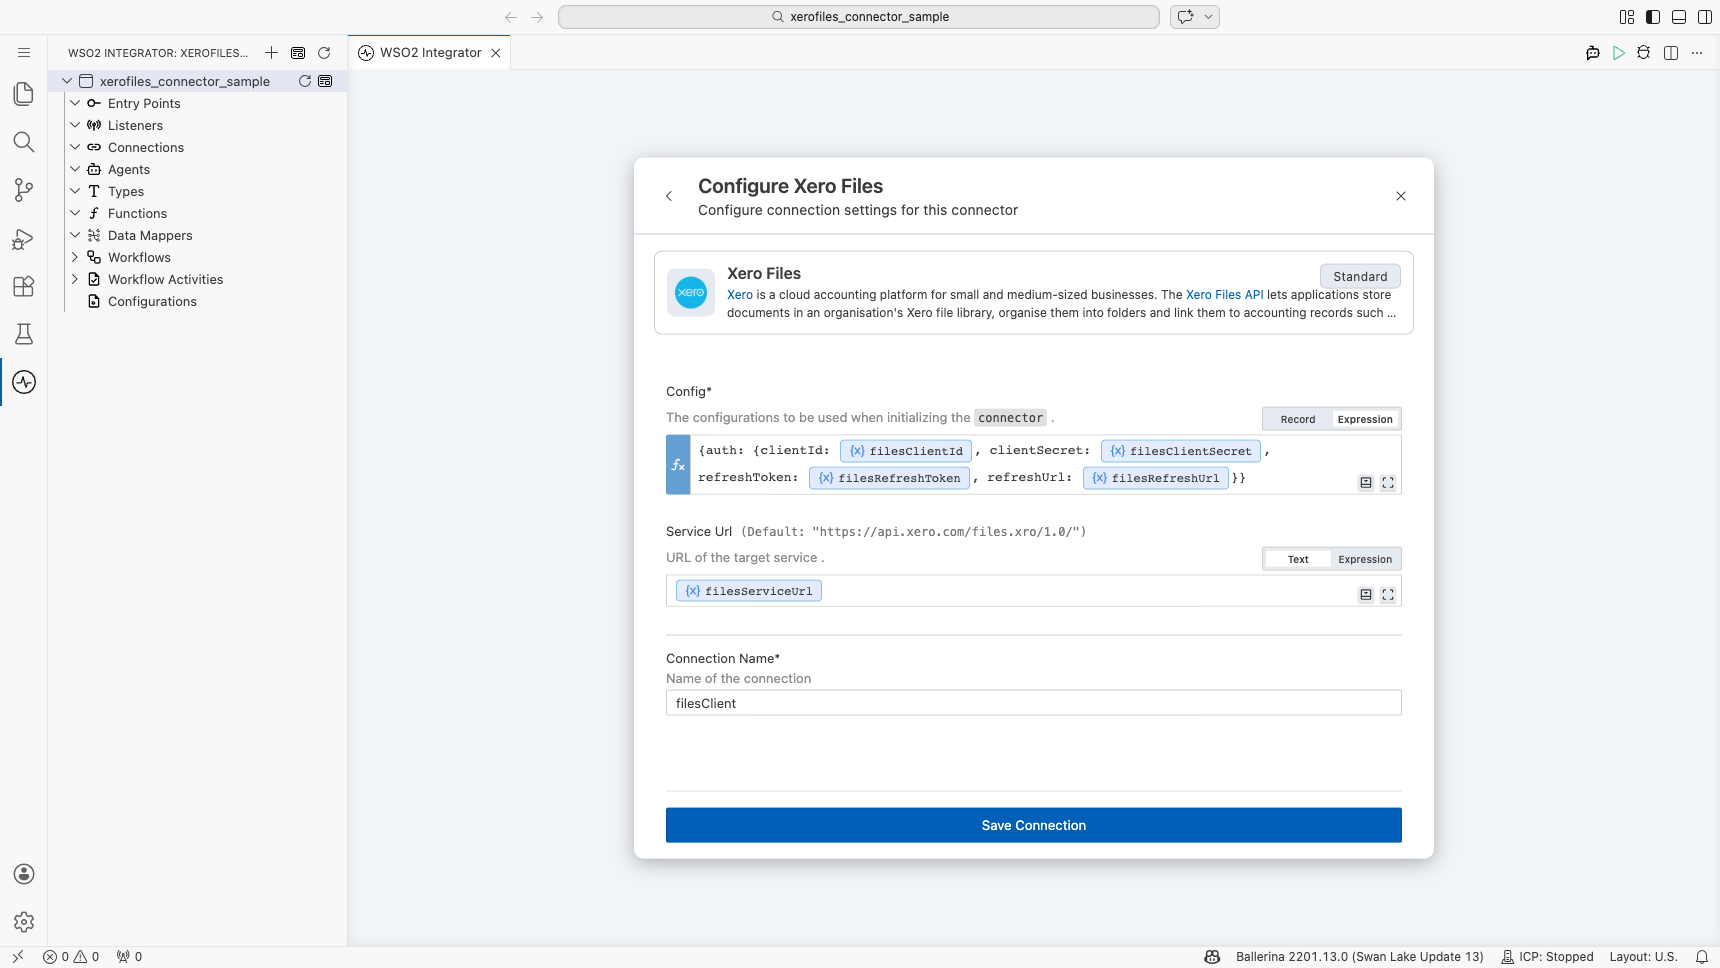 xerofiles_connector_sample
WSO2 INTEGRATOR: XEROFILES...
WSO2 Integrator
xerofiles_connector_sample
Entry Points
Listeners
Connections
Agents
Types
Functions
Data Mappers
Workflows
Workflow Activities
Configurations
Configure Xero Files
Configure connection settings for this connector
xero
Xero Files
Standard
Xero is a cloud accounting platform for small and medium-sized businesses. The Xero Files API lets applications store
documents in an organisation's Xero file library, organise them into folders and link them to accounting records such ...
Config*
The configurations to be used when initializing the connector .
Record Expression
fx
{auth: {clientId: {x} filesClientId , clientSecret: {x} filesClientSecret ,
refreshToken: {x} filesRefreshToken , refreshUrl: {x} filesRefreshUrl }}
Service Url (Default: "https://api.xero.com/files.xro/1.0/")
URL of the target service .
Text Expression
{x} filesServiceUrl
Connection Name*
Name of the connection
filesClient
Save Connection
0 0 0
Ballerina 2201.13.0 (Swan Lake Update 13) ICP: Stopped Layout: U.S.